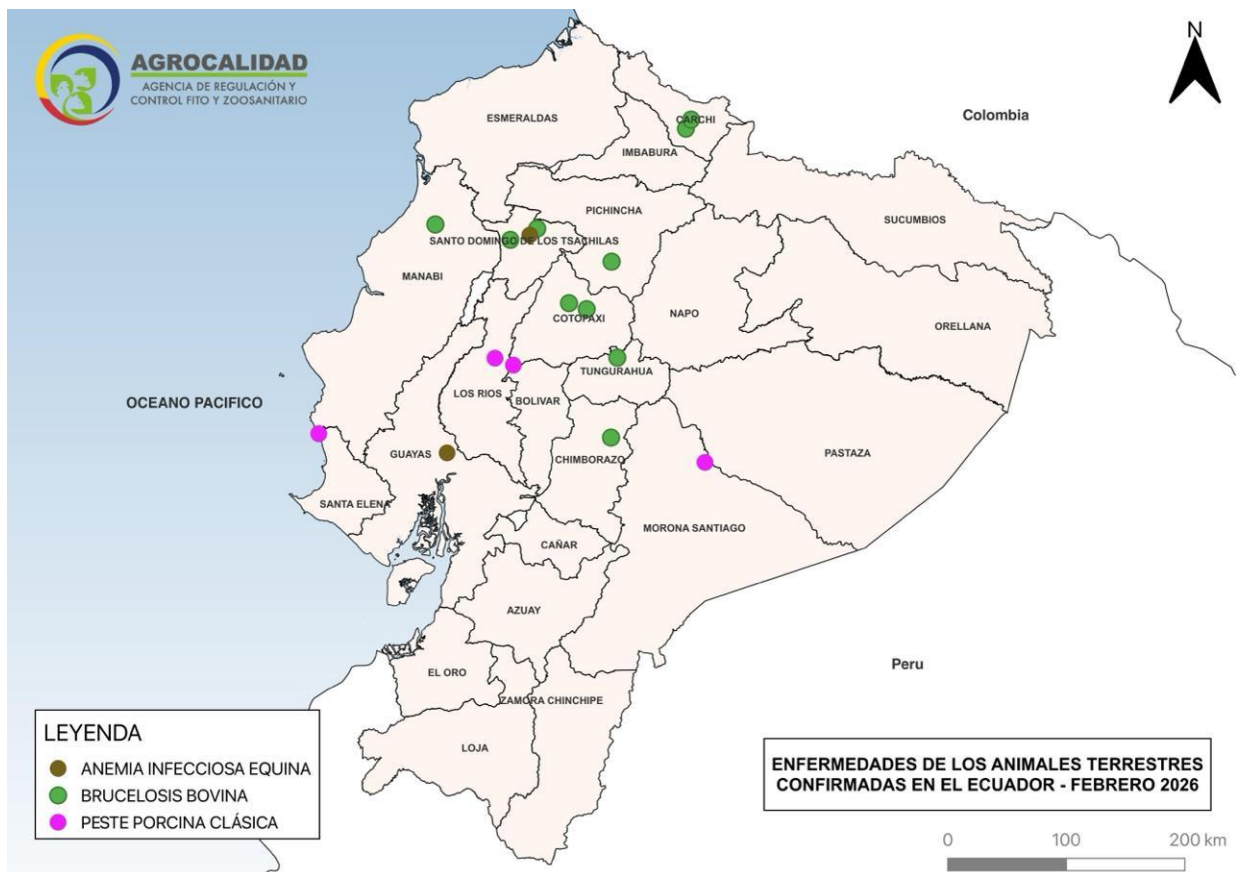 AGROCALIDAD
AGENCIA DE REGULACIÓN Y
CONTROL FITO Y ZOOSANITARIO
N
Colombia
ESMERALDAS
CARCHI
IMBABURA
PICHINCHA
SUCUMBIOS
SANTO DOMINGO DE LOS TSACHILAS
MANABI
NAPO
COTOPAXI
ORELLANA
TUNGURAHUA
LOS RIOS
BOLIVAR
OCEANO PACIFICO
GUAYAS
CHIMBORAZO
PASTAZA
SANTA ELENA
MORONA SANTIAGO
CAÑAR
AZUAY
Peru
EL ORO
ZAMORA CHINCHIPE
LOJA
LEYENDA
ANEMIA INFECCIOSA EQUINA
BRUCELOSIS BOVINA
PESTE PORCINA CLÁSICA
ENFERMEDADES DE LOS ANIMALES TERRESTRES
CONFIRMADAS EN EL ECUADOR - FEBRERO 2026
0 100 200 km